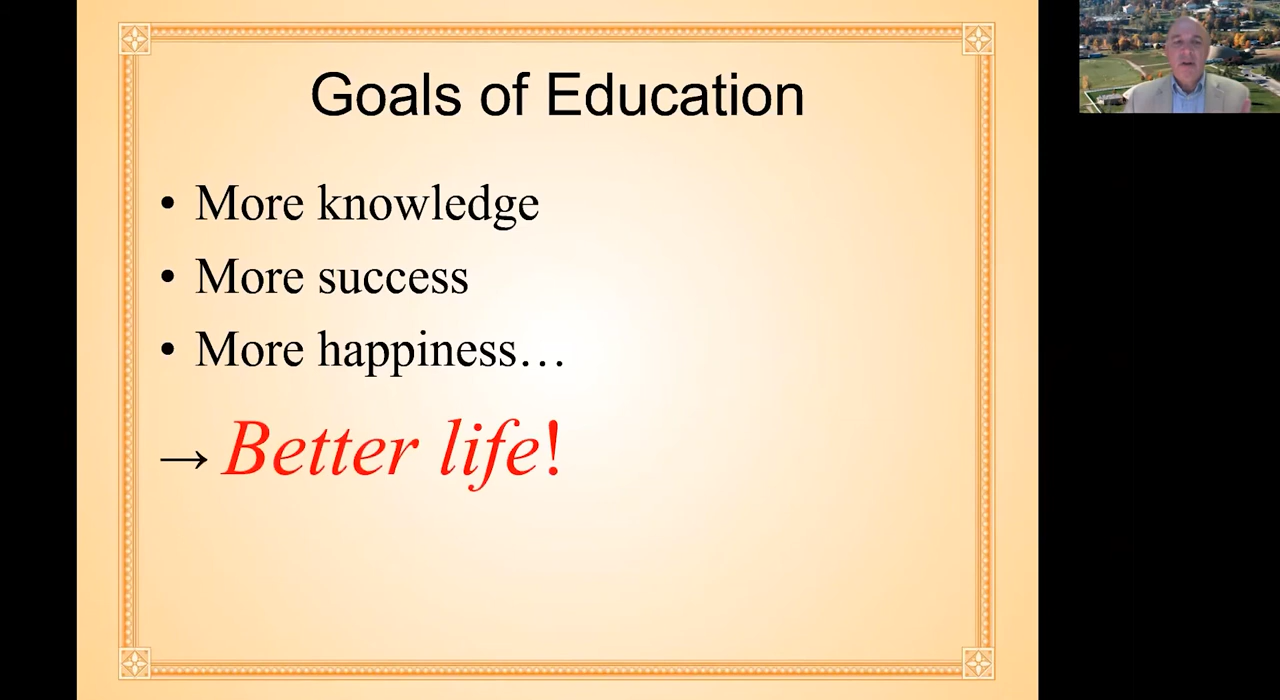 Goals of Education
• More knowledge
• More success
• More happiness…
→ Better life!